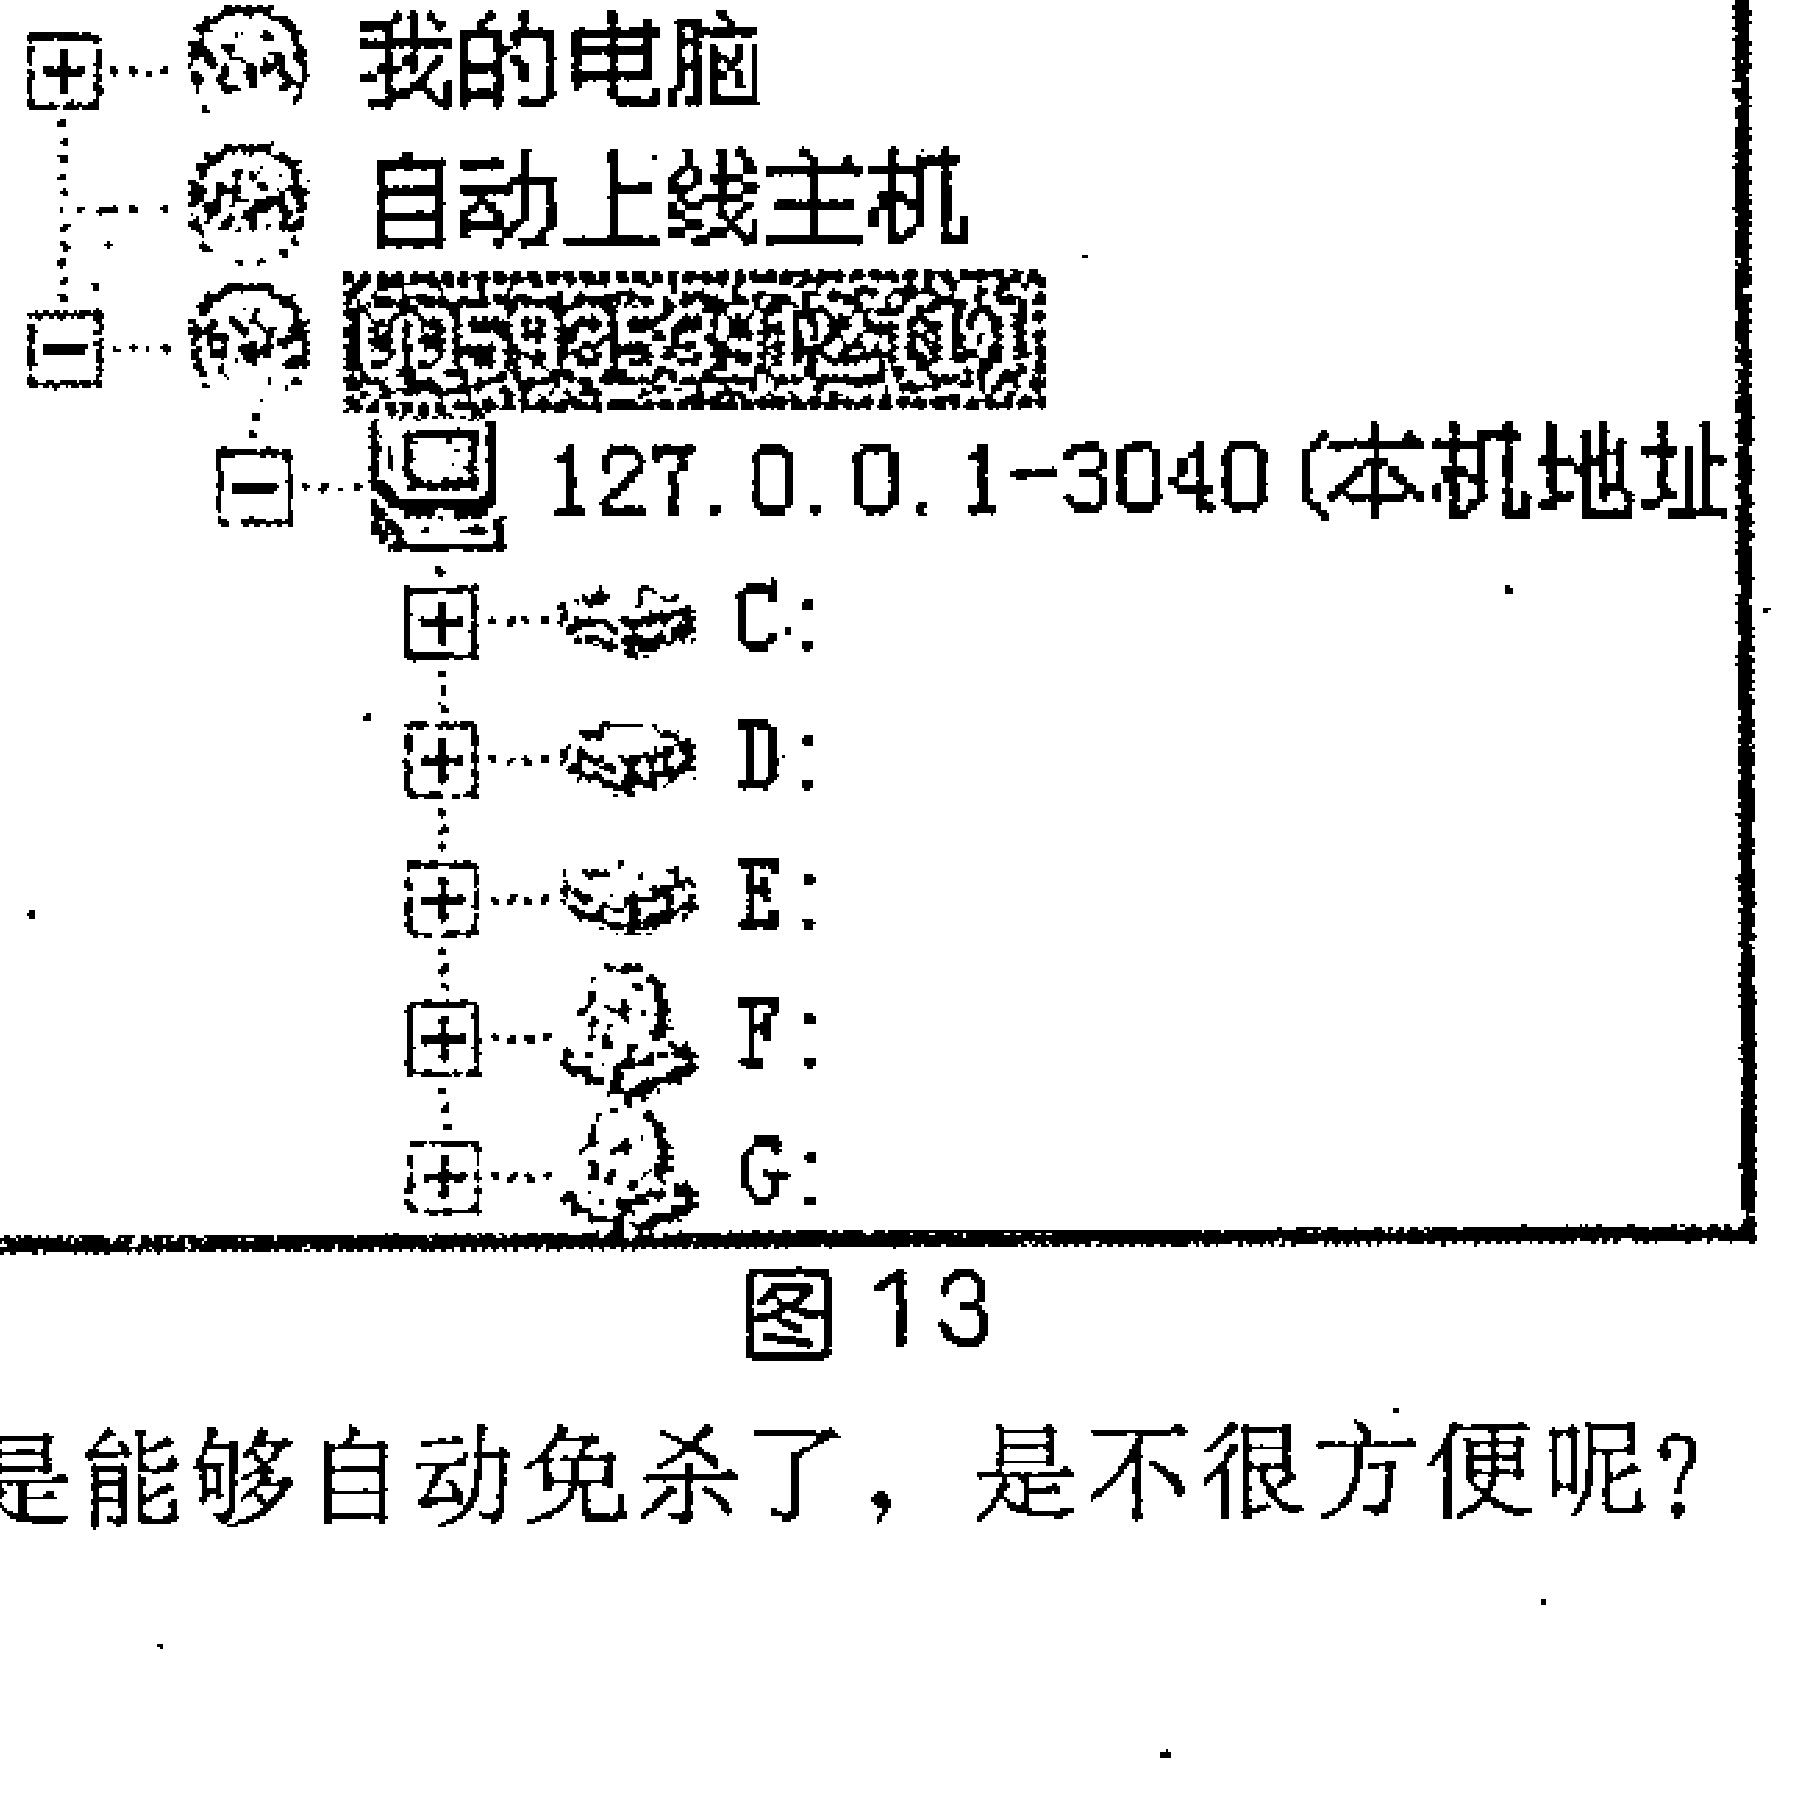 我的电脑
自动上线主机
127.0.0.1-3040(本机地址
C:
D:
E:
F:
G:
图 13
是能够自动免杀了，是不很方便呢?